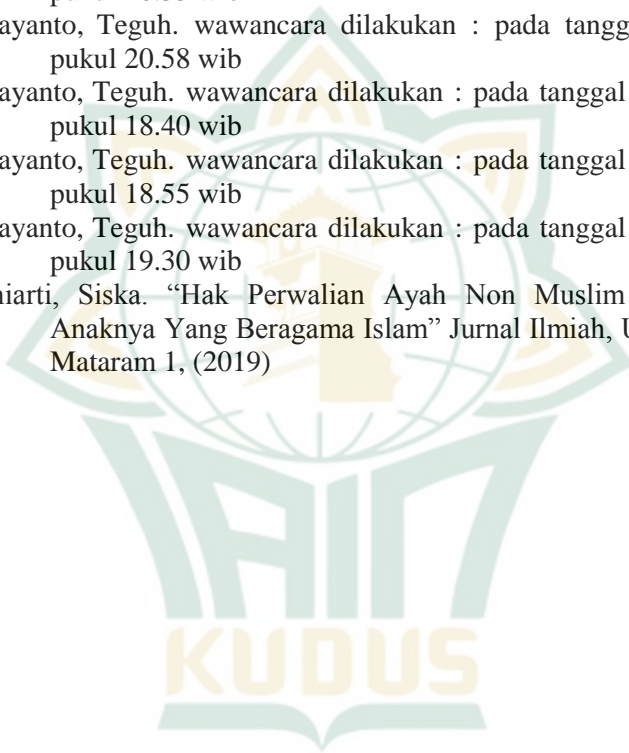 ayanto, Teguh. wawancara dilakukan : pada tangg
pukul 20.58 wib
ayanto, Teguh. wawancara dilakukan : pada tanggal
pukul 18.40 wib
ayanto, Teguh. wawancara dilakukan : pada tanggal
pukul 18.55 wib
ayanto, Teguh. wawancara dilakukan : pada tanggal
pukul 19.30 wib
niarti, Siska. “Hak Perwalian Ayah Non Muslim
Anaknya Yang Beragama Islam” Jurnal Ilmiah, U
Mataram 1, (2019)
IAIN
KUDUS